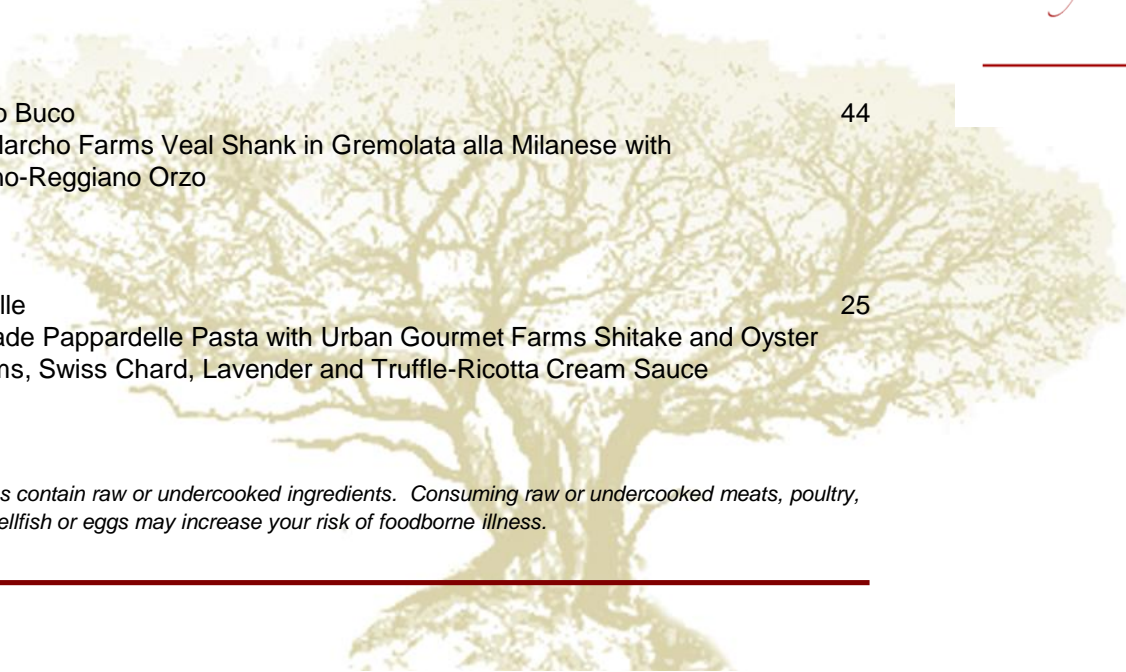 o Buco 44
Marcho Farms Veal Shank in Gremolata alla Milanese with
no-Reggiano Orzo
lle 25
ade Pappardelle Pasta with Urban Gourmet Farms Shitake and Oyster
ms, Swiss Chard, Lavender and Truffle-Ricotta Cream Sauce
s contain raw or undercooked ingredients. Consuming raw or undercooked meats, poultry,
ellfish or eggs may increase your risk of foodborne illness.